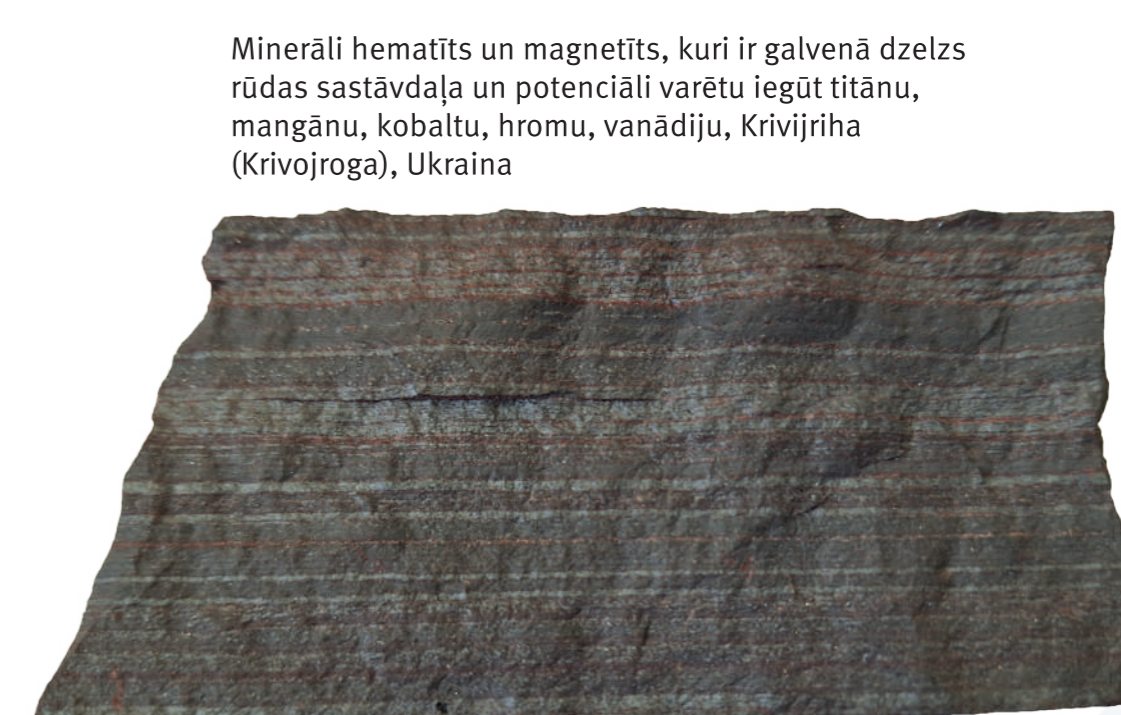 Minerāli hematīts un magnetīts, kuri ir galvenā dzelzs
rūdas sastāvdaļa un potenciāli varētu iegūt titānu,
mangānu, kobaltu, hromu, vanādiju, Krivijriha
(Krivojroga), Ukraina